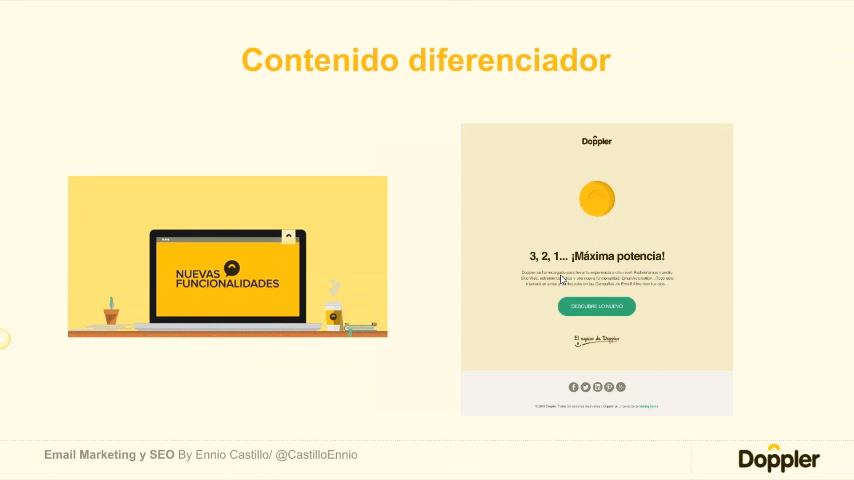 Contenido diferenciador
NUEVAS
FUNCIONALIDADES
Doppler
3, 2, 1... ¡Máxima potencia!
DESCUBRE LO NUEVO
El equipo de Doppler
Email Marketing y SEO By Ennio Castillo/ @CastilloEnnio
Doppler